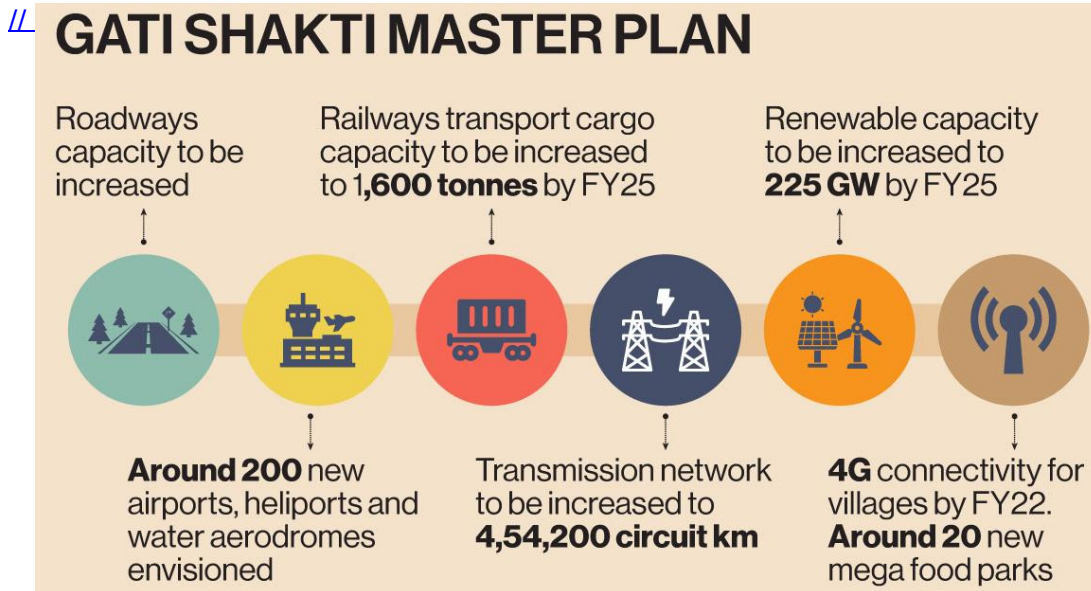 //
GATI SHAKTI MASTER PLAN
Roadways
capacity to be
increased
Railways transport cargo
capacity to be increased
to 1,600 tonnes by FY25
Renewable capacity
to be increased to
225 GW by FY25
Around 200 new
airports, heliports and
water aerodromes
envisioned
Transmission network
to be increased to
4,54,200 circuit km
4G connectivity for
villages by FY22.
Around 20 new
mega food parks